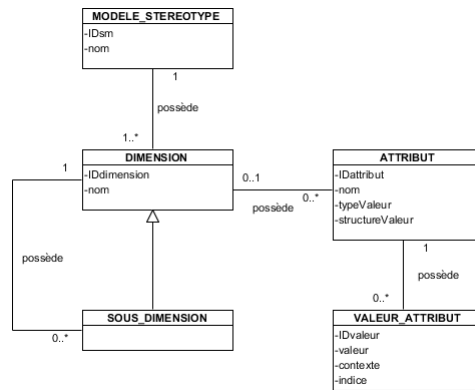 MODELE_STEREOTYPE
-IDsm
-nom
1
possède
1..*
DIMENSION
-IDdimension
-nom
1
0..1
possède
0..*
ATTRIBUT
-IDattribut
-nom
-typeValeur
-structureValeur
possède
1
possède
0..*
SOUS_DIMENSION
0..*
VALEUR_ATTRIBUT
-IDvaleur
-valeur
-contexte
-indice